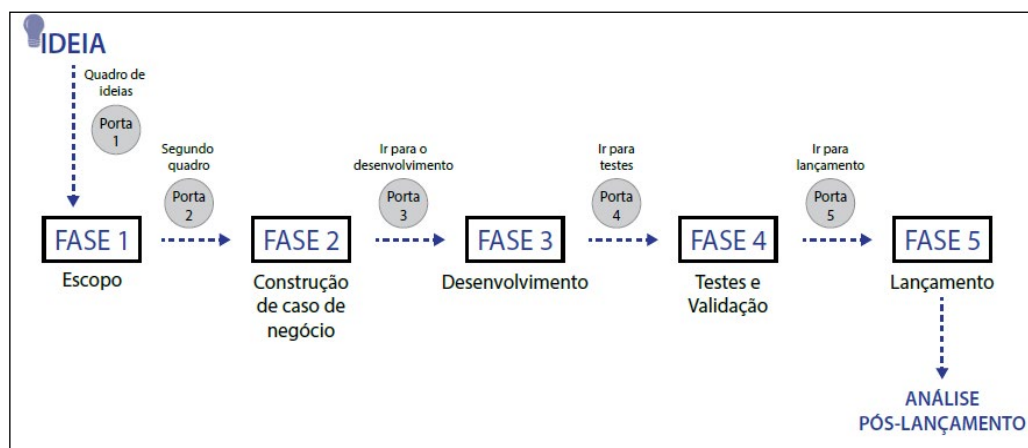 IDEIA
Quadro de
ideias
Porta
1
Segundo
quadro
Porta
2
Ir para o
desenvolvimento
Porta
3
Ir para
testes
Porta
4
Ir para
lançamento
Porta
5
FASE 1
Escopo
FASE 2
Construção
de caso de
negócio
FASE 3
Desenvolvimento
FASE 4
Testes e
Validação
FASE 5
Lançamento
ANÁLISE
PÓS-LANÇAMENTO